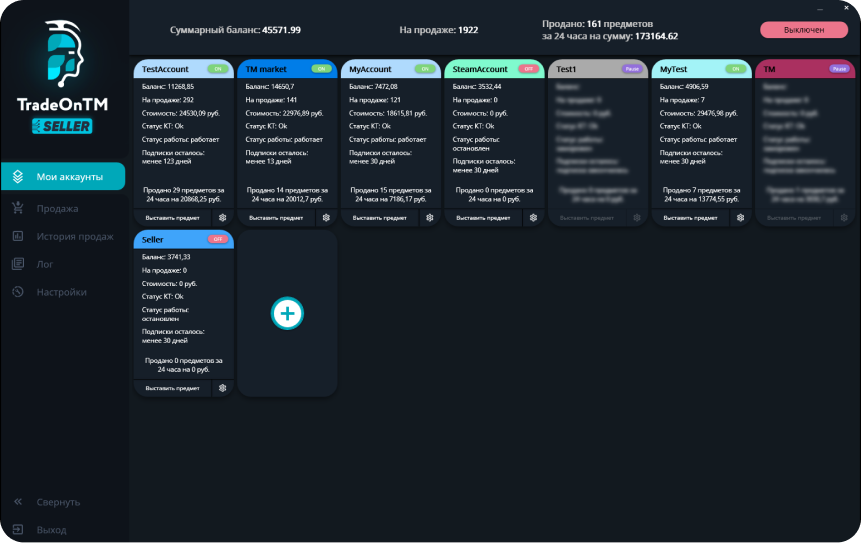 TradeOnTM
SELLER
Мои аккаунты
Продажа
История продаж
Лог
Настройки
Свернуть
Выход
Суммарный баланс: 45571.99
На продаже: 1922
Продано: 161 предметов
за 24 часа на сумму: 173164.62
Выключен
TestAccount ON
Баланс: 11268,85
На продаже: 292
Стоимость: 24530,09 руб.
Статус КТ: Ok
Статус работы: работает
Подписки осталось:
менее 123 дней
Продано 29 предметов за
24 часа на 20868,25 руб.
Выставить предмет
TM market ON
Баланс: 14650,7
На продаже: 141
Стоимость: 22976,89 руб.
Статус КТ: Ok
Статус работы: работает
Подписки осталось:
менее 13 дней
Продано 14 предметов за
24 часа на 20012,7 руб.
Выставить предмет
MyAccount ON
Баланс: 7472,08
На продаже: 121
Стоимость: 18615,81 руб.
Статус КТ: Ok
Статус работы: работает
Подписки осталось:
менее 30 дней
Продано 15 предметов за
24 часа на 7186,17 руб.
Выставить предмет
SteamAccount OFF
Баланс: 3532,44
На продаже: 0
Стоимость: 0 руб.
Статус КТ: Ok
Статус работы:
остановлен
Подписки осталось:
менее 30 дней
Продано 0 предметов за
24 часа на 0 руб.
Выставить предмет
Test1 Pause
Выставить предмет
MyTest ON
Баланс: 4906,59
На продаже: 7
Стоимость: 29476,98 руб.
Статус КТ: Ok
Статус работы: работает
Подписки осталось:
менее 30 дней
Продано 7 предметов за
24 часа на 13774,55 руб.
Выставить предмет
TM Pause
Выставить предмет
Seller OFF
Баланс: 3741,33
На продаже: 0
Стоимость: 0 руб.
Статус КТ: Ok
Статус работы:
остановлен
Подписки осталось:
менее 30 дней
Продано 0 предметов за
24 часа на 0 руб.
Выставить предмет